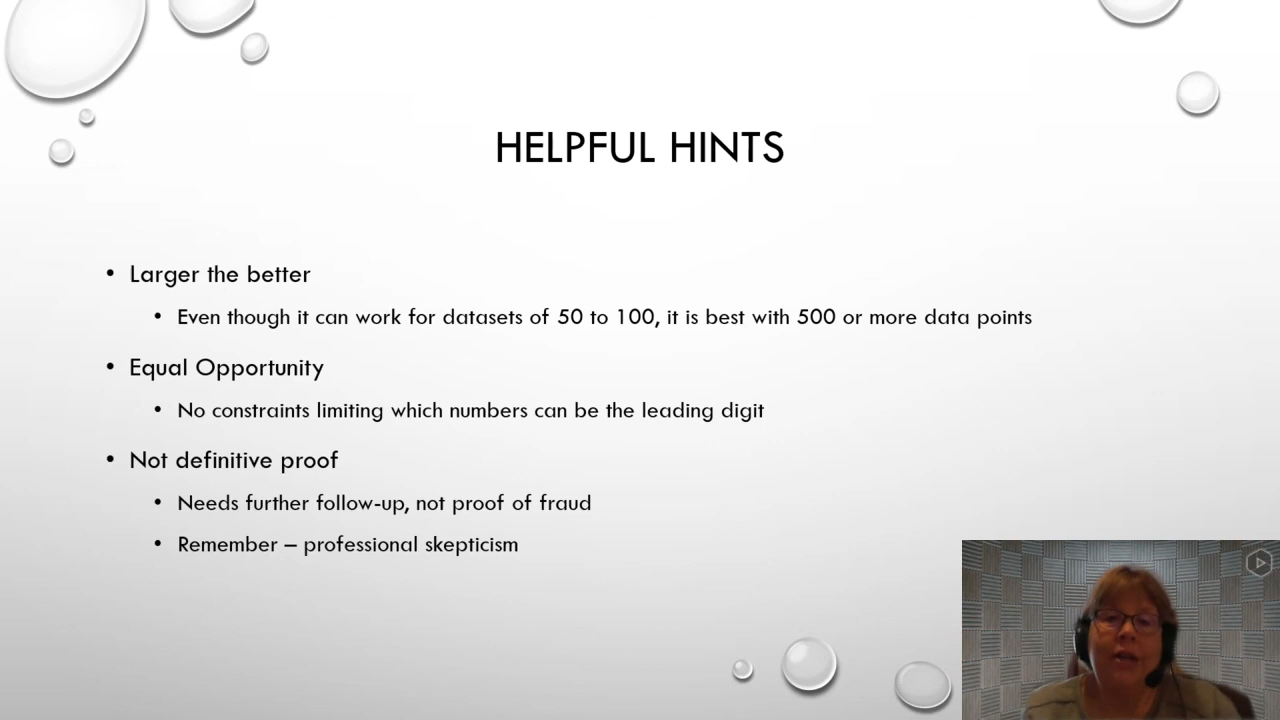 HELPFUL HINTS
• Larger the better
• Even though it can work for datasets of 50 to 100, it is best with 500 or more data points
• Equal Opportunity
• No constraints limiting which numbers can be the leading digit
• Not definitive proof
• Needs further follow-up, not proof of fraud
• Remember – professional skepticism